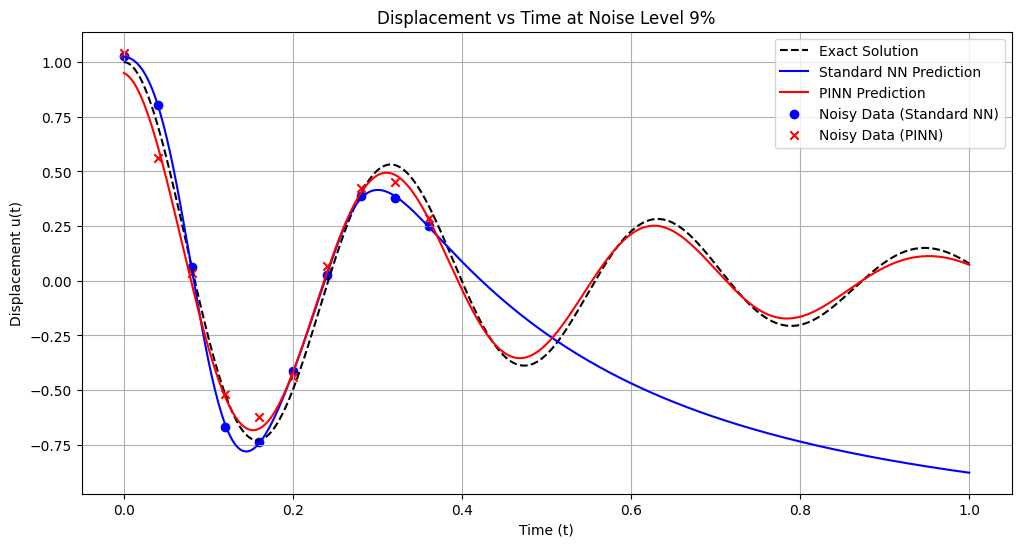 Displacement vs Time at Noise Level 9%
Exact Solution
Standard NN Prediction
PINN Prediction
Noisy Data (Standard NN)
Noisy Data (PINN)
Displacement u(t)
1.00
0.75
0.50
0.25
0.00
−0.25
−0.50
−0.75
0.0 0.2 0.4 0.6 0.8 1.0
Time (t)